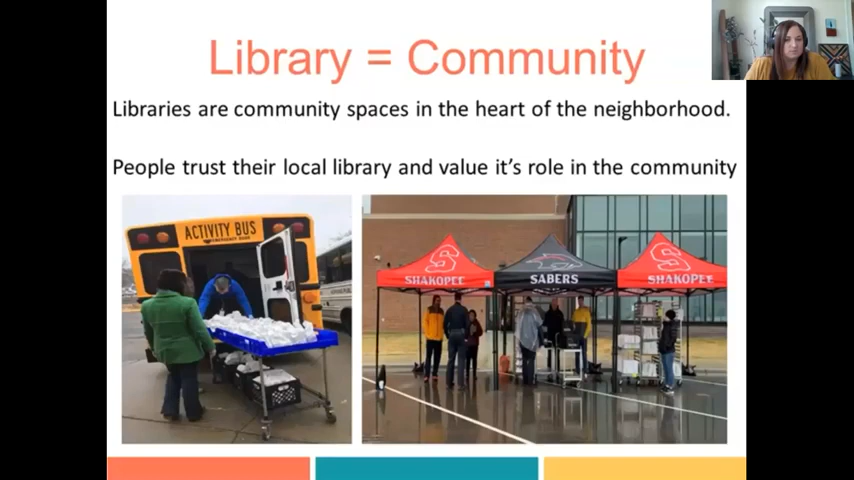 Library = Community
Libraries are community spaces in the heart of the neighborhood.
People trust their local library and value it's role in the community
ACTIVITY BUS
S
SHAKOPEE
SABERS
S
SHAKOPEE